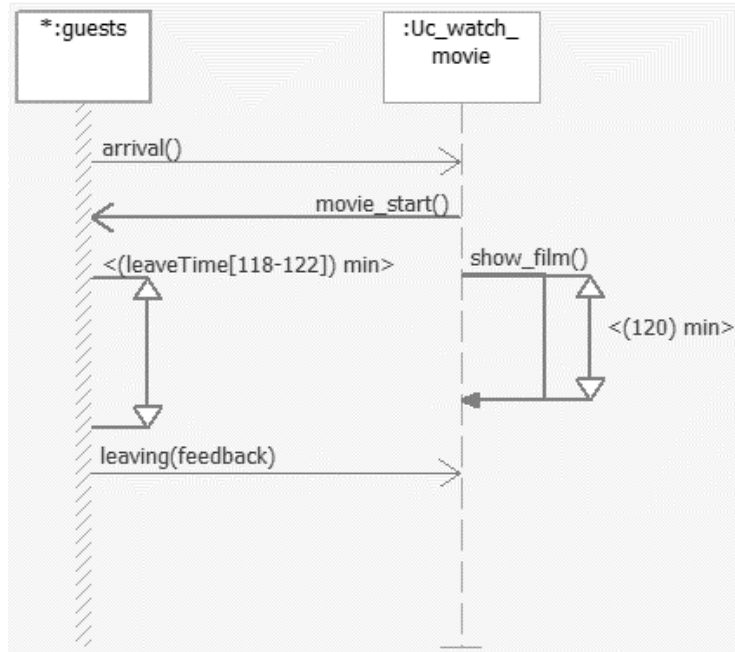 *:guests
:Uc_watch_
movie
arrival()
movie_start()
<(leaveTime[118-122]) min>
show_film()
<(120) min>
leaving(feedback)